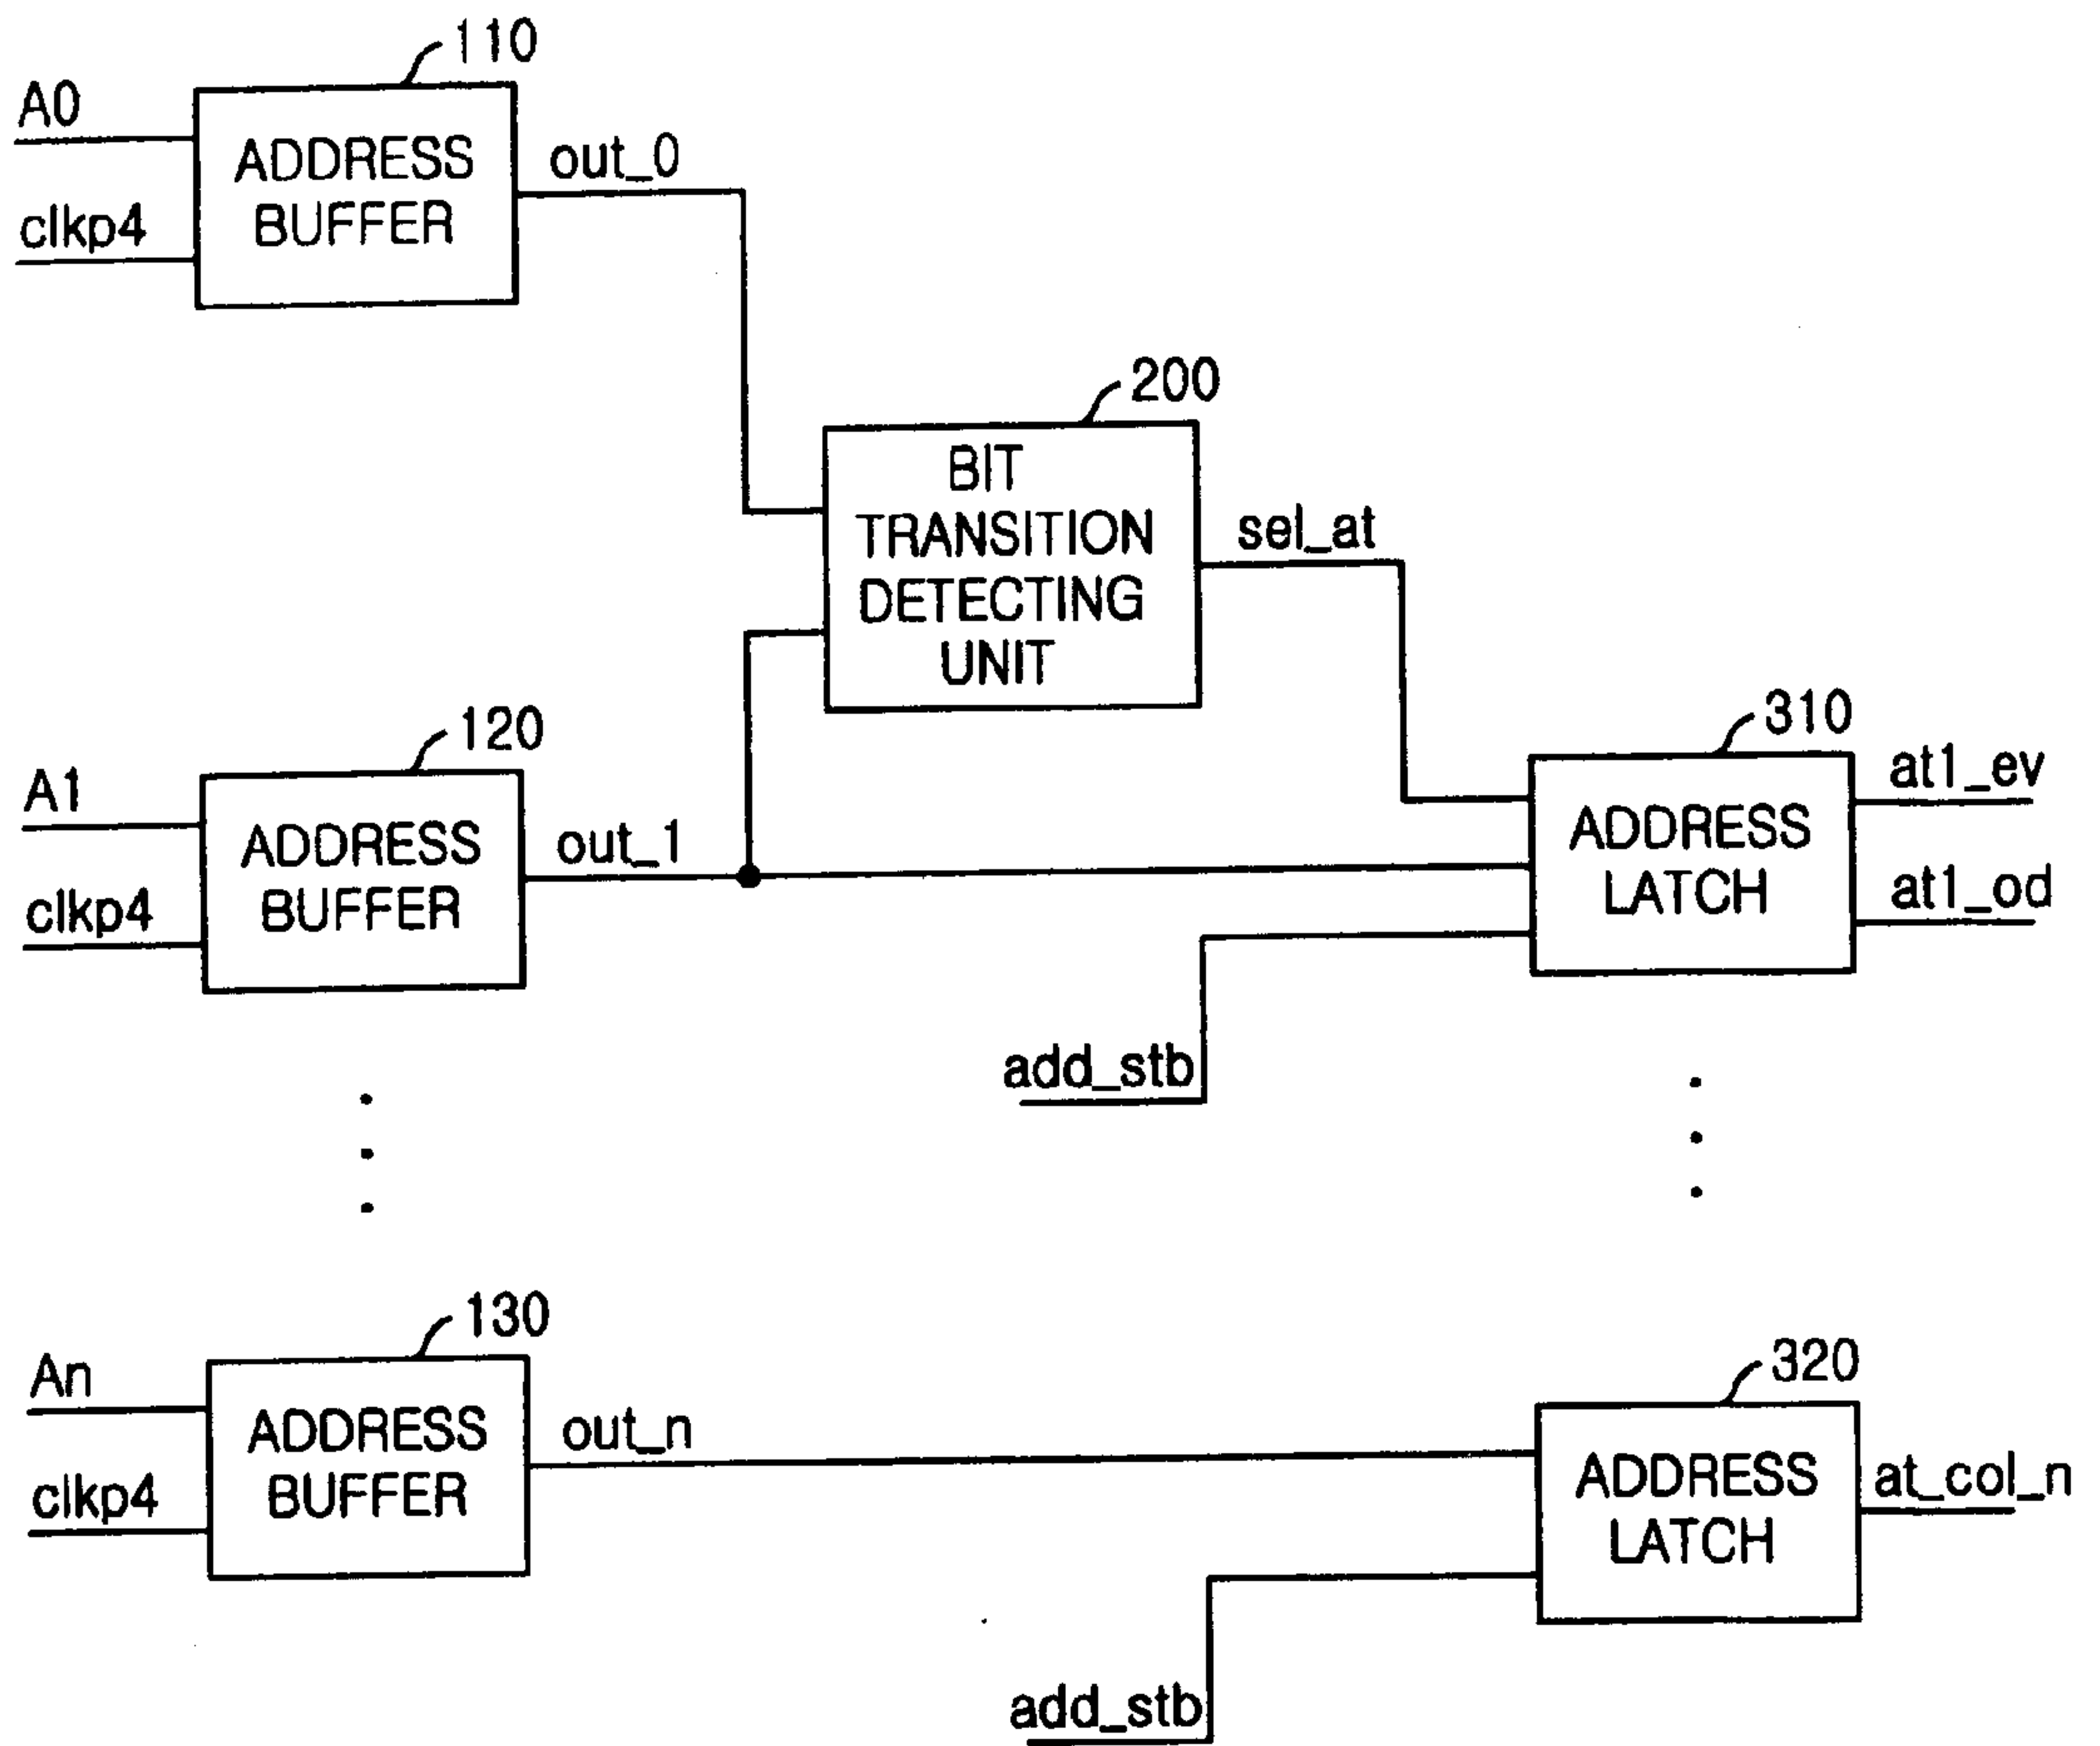 110
A0
clkp4
ADDRESS
BUFFER
out_0
200
BIT
TRANSITION
DETECTING
UNIT
sel_at
120
A1
clkp4
ADDRESS
BUFFER
out_1
310
ADDRESS
LATCH
at1_ev
at1_od
add_stb
130
An
clkp4
ADDRESS
BUFFER
out_n
320
ADDRESS
LATCH
at_col_n
add_stb